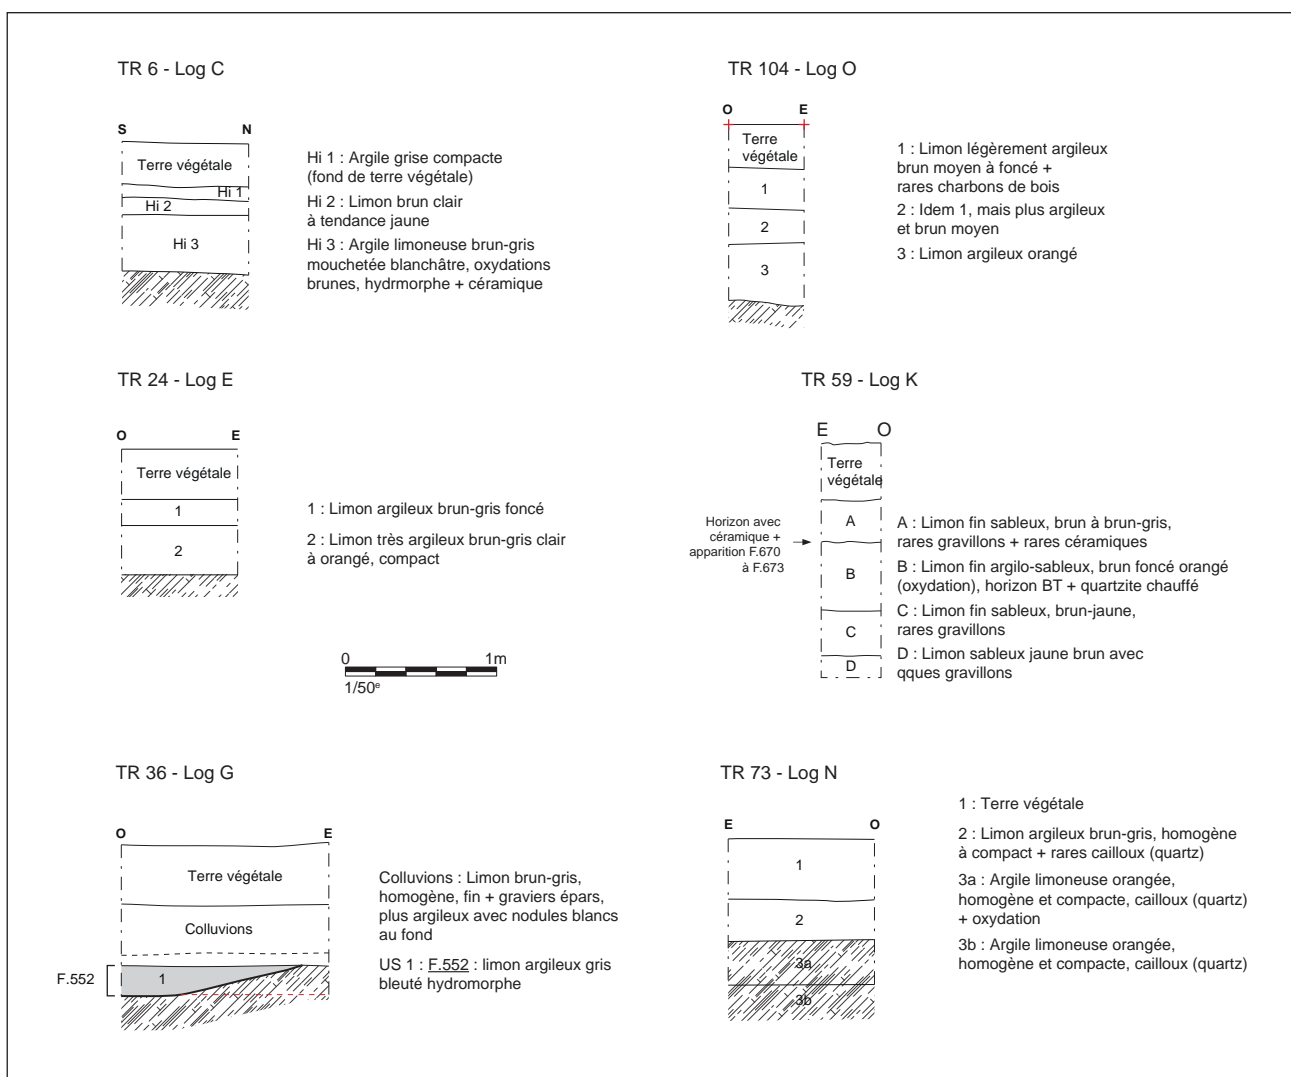 TR 6 - Log C
S N
Terre végétale
Hi 1
Hi 2
Hi 3
Hi 1 : Argile grise compacte
(fond de terre végétale)
Hi 2 : Limon brun clair
à tendance jaune
Hi 3 : Argile limoneuse brun-gris
mouchetée blanchâtre, oxydations
brunes, hydrmorphe + céramique
TR 104 - Log O
O E
Terre
végétale
1
2
3
1 : Limon légèrement argileux
brun moyen à foncé +
rares charbons de bois
2 : Idem 1, mais plus argileux
et brun moyen
3 : Limon argileux orangé
TR 24 - Log E
O E
Terre végétale
1
2
1 : Limon argileux brun-gris foncé
2 : Limon très argileux brun-gris clair
à orangé, compact
TR 59 - Log K
E O
Terre
végétale
A
B
C
D
Horizon avec
céramique +
apparition F.670
à F.673
A : Limon fin sableux, brun à brun-gris,
rares gravillons + rares céramiques
B : Limon fin argilo-sableux, brun foncé orangé
(oxydation), horizon BT + quartzite chauffé
C : Limon fin sableux, brun-jaune,
rares gravillons
D : Limon sableux jaune brun avec
qques gravillons
0 1m
1/50e
TR 36 - Log G
O E
Terre végétale
Colluvions
F.552
1
Colluvions : Limon brun-gris,
homogène, fin + graviers épars,
plus argileux avec nodules blancs
au fond
US 1 : F.552 : limon argileux gris
bleuté hydromorphe
TR 73 - Log N
E O
1
2
3a
3b
1 : Terre végétale
2 : Limon argileux brun-gris, homogène
à compact + rares cailloux (quartz)
3a : Argile limoneuse orangée,
homogène et compacte, cailloux (quartz)
+ oxydation
3b : Argile limoneuse orangée,
homogène et compacte, cailloux (quartz)